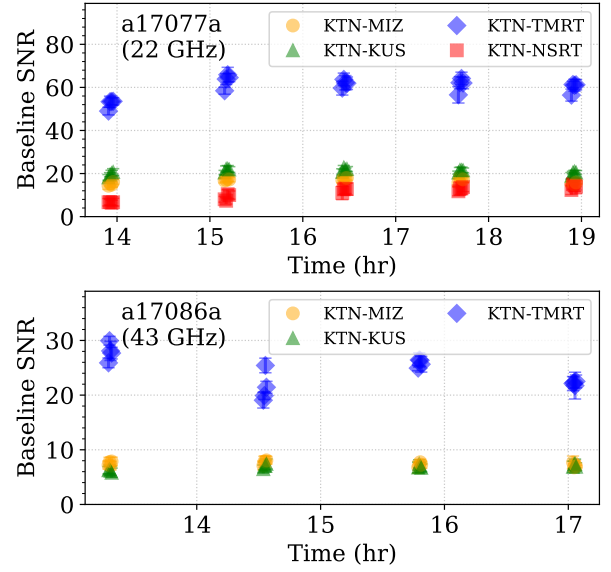 a17077a
(22 GHz)
KTN-MIZ
KTN-KUS
KTN-TMRT
KTN-NSRT
Baseline SNR
80
60
40
20
0
14
15
16
17
18
19
Time (hr)
a17086a
(43 GHz)
KTN-MIZ
KTN-KUS
KTN-TMRT
Baseline SNR
30
20
10
0
14
15
16
17
Time (hr)